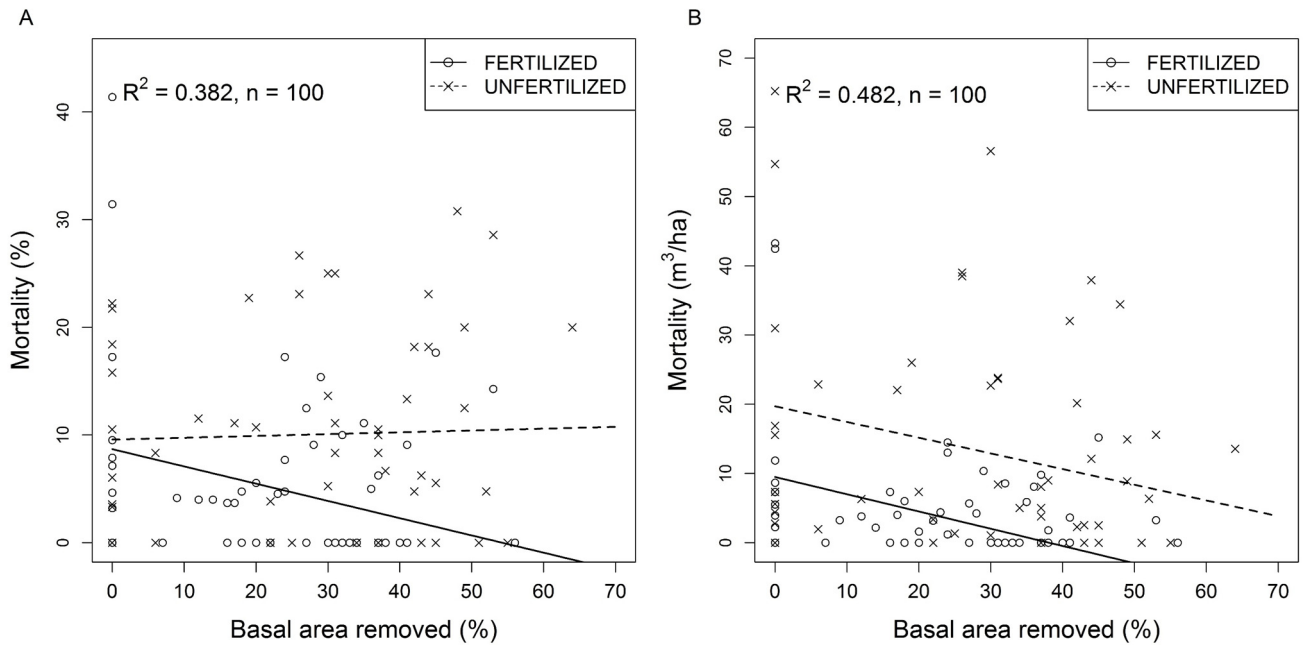 A
FERTILIZED
UNFERTILIZED
R² = 0.382, n = 100
Mortality (%)
40
30
20
10
0
0 10 20 30 40 50 60 70
Basal area removed (%)
B
FERTILIZED
UNFERTILIZED
R² = 0.482, n = 100
Mortality (m³/ha)
70
60
50
40
30
20
10
0
0 10 20 30 40 50 60 70
Basal area removed (%)